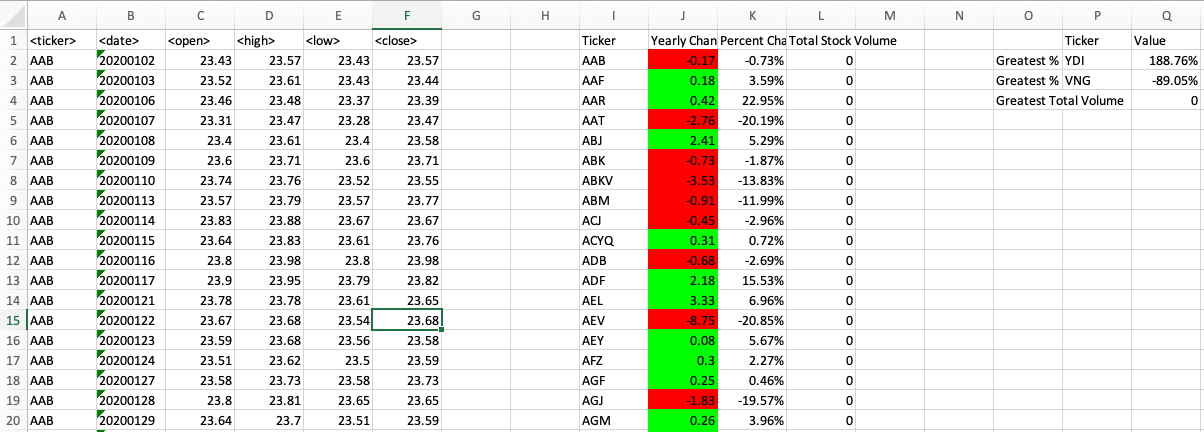 A B C D E F G H I J K L M N O P Q
1 <ticker> <date> <open> <high> <low> <close> Ticker Yearly Chan Percent Cha Total Stock Volume Ticker Value
2 AAB 20200102 23.43 23.57 23.43 23.57 AAB -0.17 -0.73% 0 Greatest % YDI 188.76%
3 AAB 20200103 23.52 23.61 23.43 23.44 AAF 0.18 3.59% 0 Greatest % VNG -89.05%
4 AAB 20200106 23.46 23.48 23.37 23.39 AAR 0.42 22.95% 0 Greatest Total Volume 0
5 AAB 20200107 23.31 23.47 23.28 23.47 AAT -2.76 -20.19% 0
6 AAB 20200108 23.4 23.61 23.4 23.58 ABJ 2.41 5.29% 0
7 AAB 20200109 23.6 23.71 23.6 23.71 ABK -0.73 -1.87% 0
8 AAB 20200110 23.74 23.76 23.52 23.55 ABKV -3.53 -13.83% 0
9 AAB 20200113 23.57 23.79 23.57 23.77 ABM -0.91 -11.99% 0
10 AAB 20200114 23.83 23.88 23.67 23.67 ACJ -0.45 -2.96% 0
11 AAB 20200115 23.64 23.83 23.61 23.76 ACYQ 0.31 0.72% 0
12 AAB 20200116 23.8 23.98 23.8 23.98 ADB -0.68 -2.69% 0
13 AAB 20200117 23.9 23.95 23.79 23.82 ADF 2.18 15.53% 0
14 AAB 20200121 23.78 23.78 23.61 23.65 AEL 3.33 6.96% 0
15 AAB 20200122 23.67 23.68 23.54 23.68 AEV -8.75 -20.85% 0
16 AAB 20200123 23.59 23.68 23.56 23.58 AEY 0.08 5.67% 0
17 AAB 20200124 23.51 23.62 23.5 23.59 AFZ 0.3 2.27% 0
18 AAB 20200127 23.58 23.73 23.58 23.73 AGF 0.25 0.46% 0
19 AAB 20200128 23.8 23.81 23.65 23.65 AGJ -1.83 -19.57% 0
20 AAB 20200129 23.64 23.7 23.51 23.59 AGM 0.26 3.96% 0